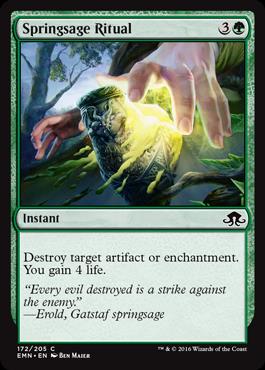 Springsage Ritual 3
Instant
Destroy target artifact or enchantment.
You gain 4 life.
"Every evil destroyed is a strike against
the enemy."
—Erold, Gatstaf springsage
172/205 C
EMN • EN Ben Maier
™ & © 2016 Wizards of the Coast